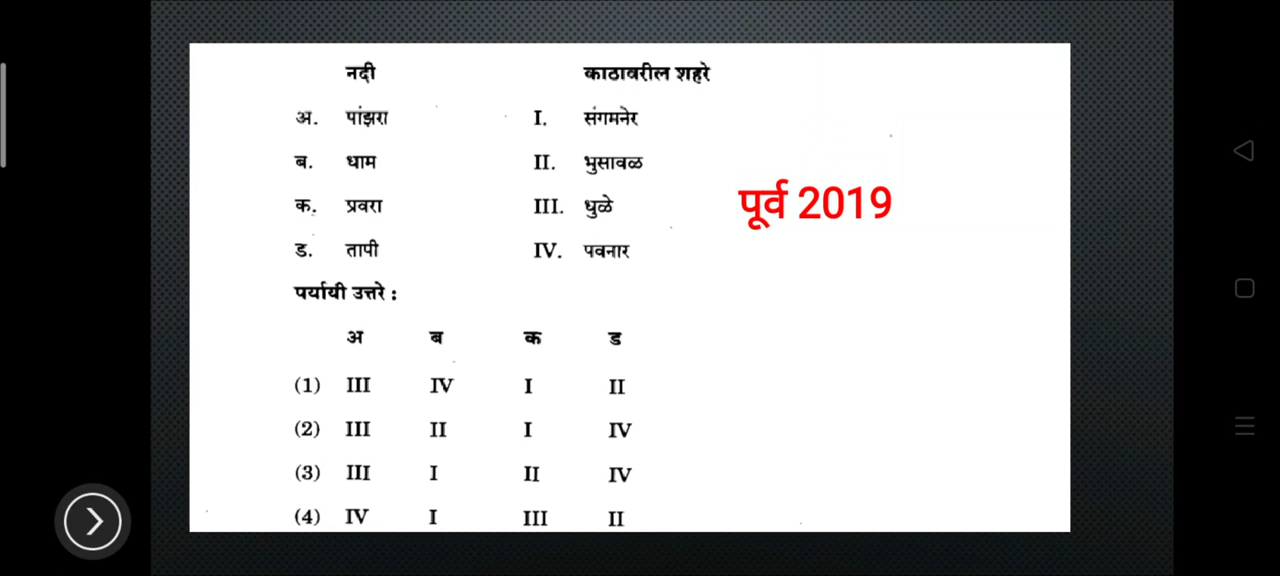 नदी काठावरील शहरे
अ. पांझरा I. संगमनेर
ब. धाम II. भुसावळ
क. प्रवरा III. धुळे
पूर्व 2019
ड. तापी IV. पवनार
पर्यायी उत्तरे :
अ ब क ड
(1) III IV I II
(2) III II I IV
(3) III I II IV
(4) IV I III II